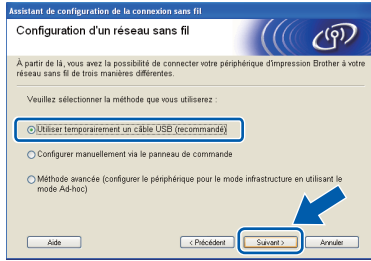 Assistant de configuration de la connexion sans fil
Configuration d'un réseau sans fil
À partir de là, vous avez la possibilité de connecter votre périphérique d'impression Brother à votre
réseau sans fil de trois manières différentes.
Veuillez sélectionner la méthode que vous utiliserez :
Utiliser temporairement un câble USB (recommandé)
Configurer manuellement via le panneau de commande
Méthode avancée (configurer le périphérique pour le mode infrastructure en utilisant le
mode Ad-hoc)
Aide
< Précédent
Suivant >
Annuler